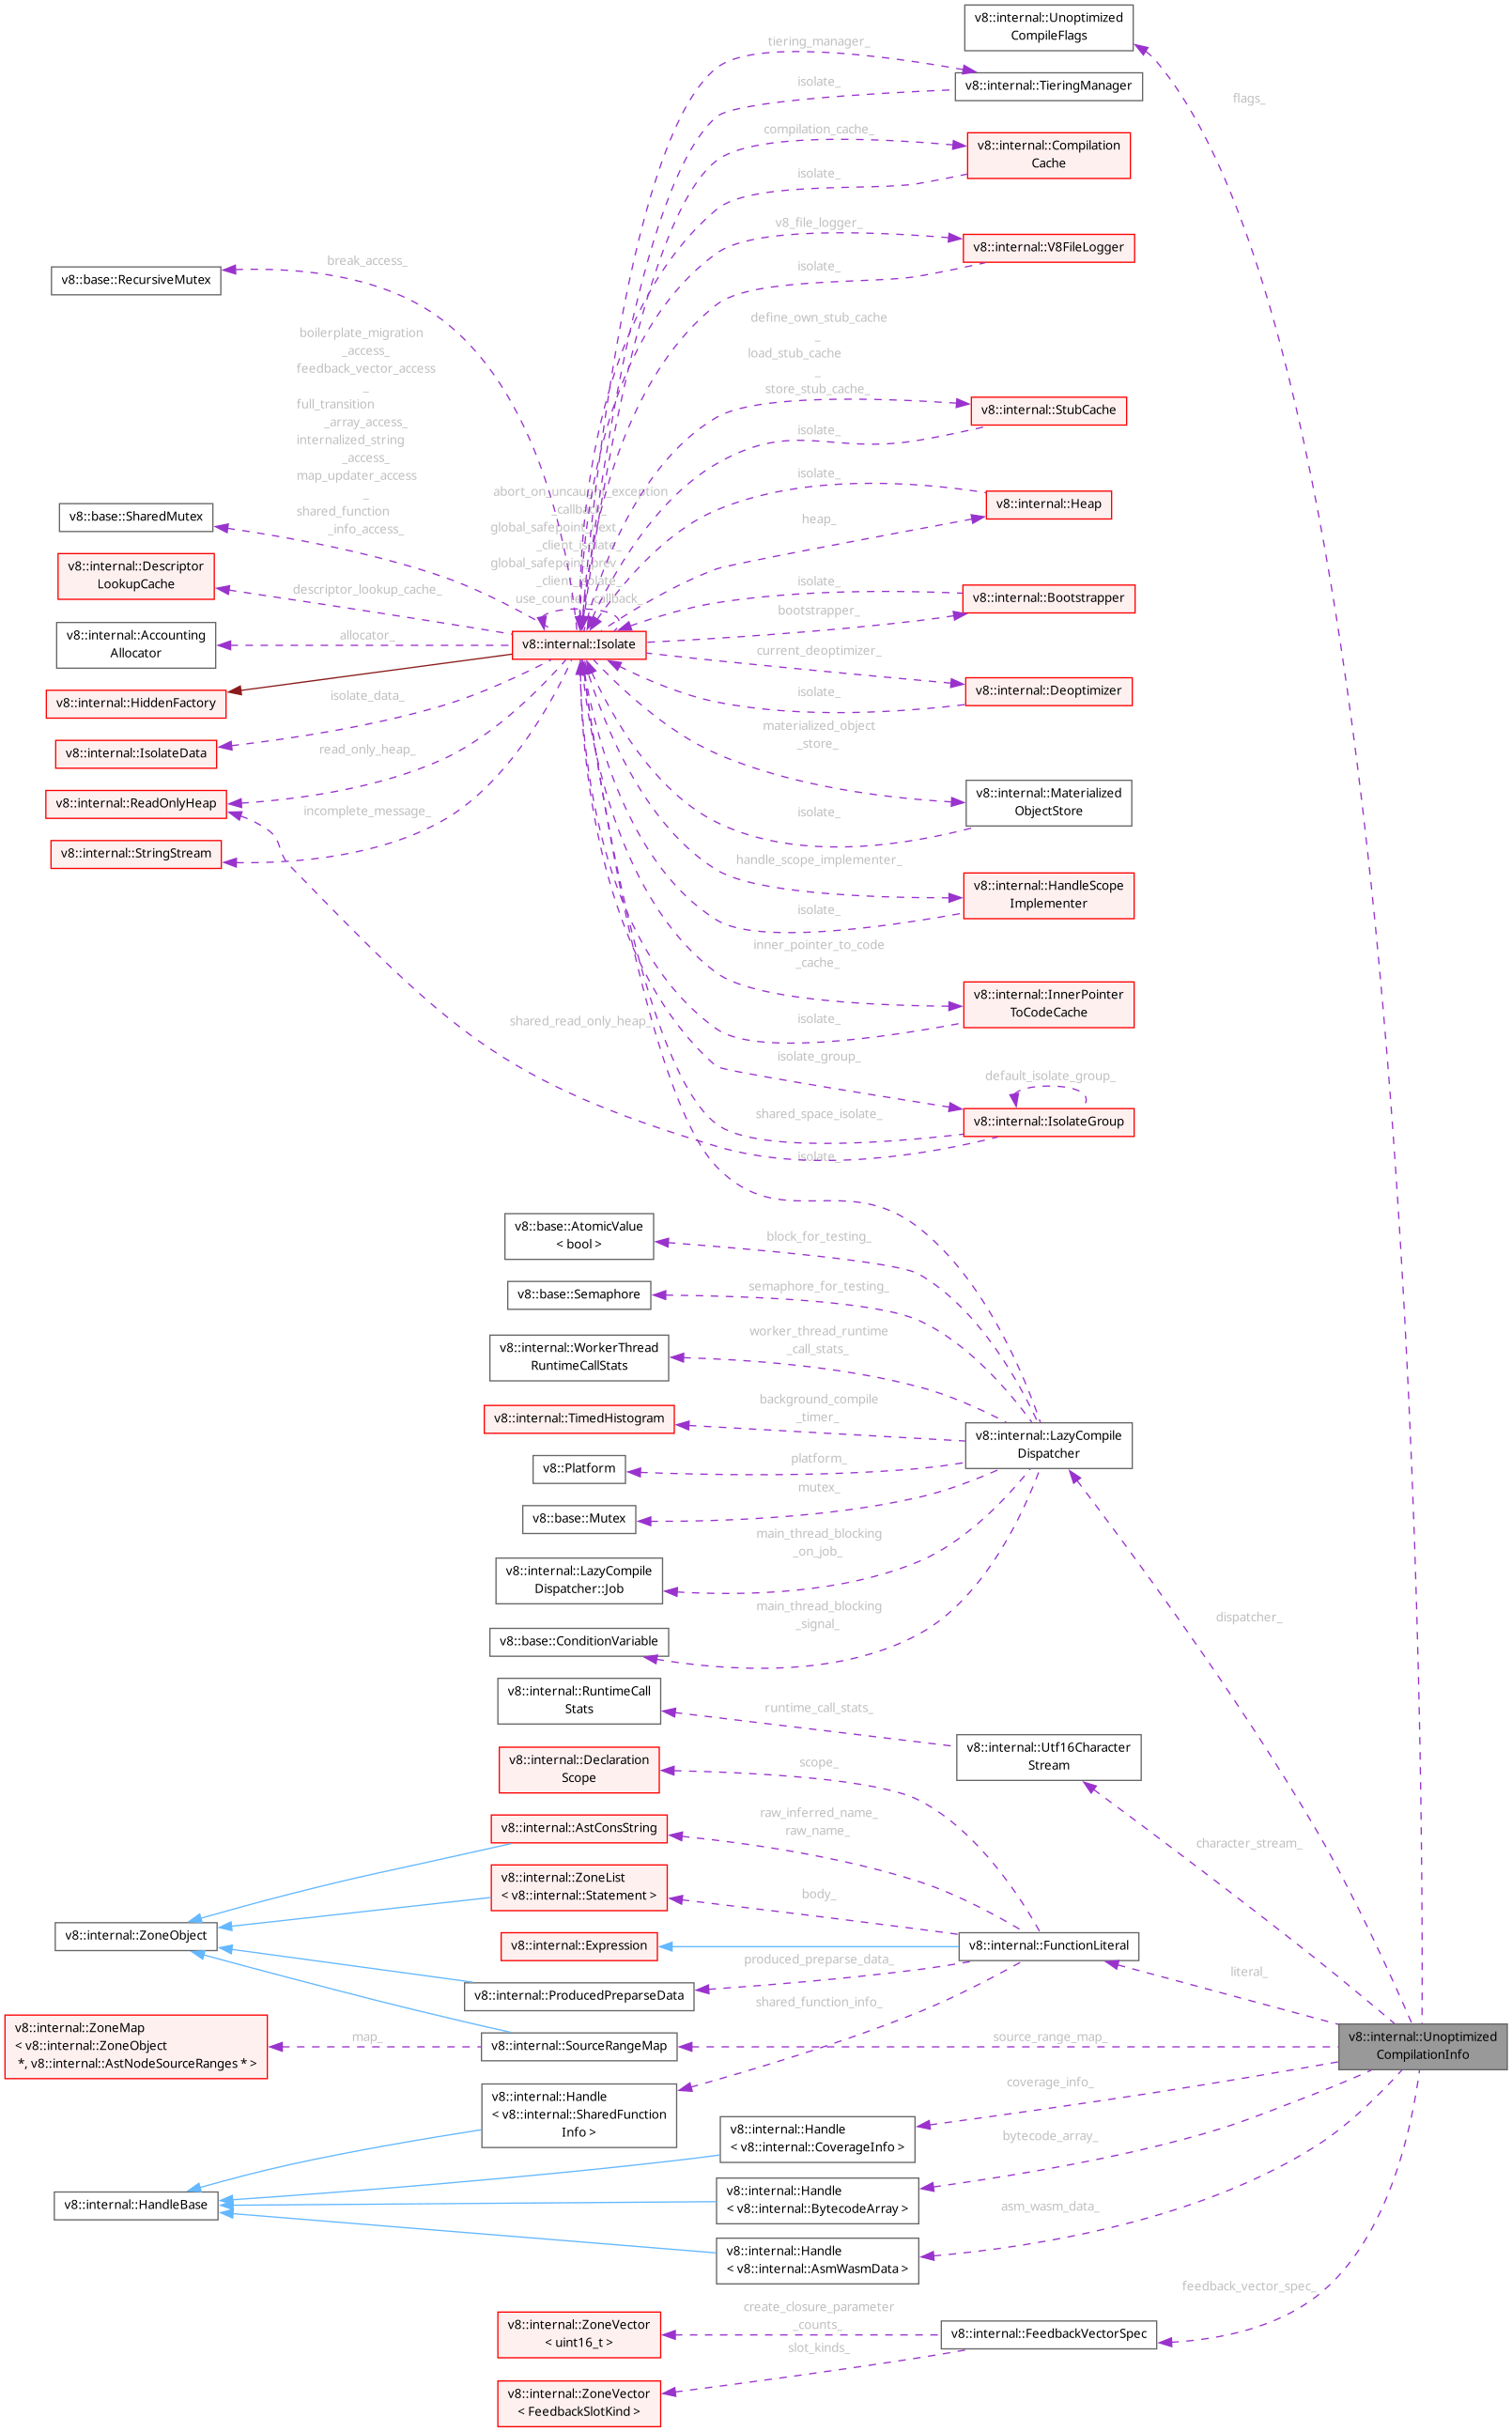 v8::internal::Unoptimized
CompileFlags
tiering_manager_
v8::internal::TieringManager
isolate_
flags_
compilation_cache_
v8::internal::Compilation
Cache
isolate_
v8_file_logger_
v8::internal::V8FileLogger
isolate_
break_access_
v8::base::RecursiveMutex
define_own_stub_cache
_
load_stub_cache
_
store_stub_cache_
boilerplate_migration
_access_
feedback_vector_access
_
full_transition
_array_access_
internalized_string
_access_
map_updater_access
_
shared_function
_info_access_
v8::internal::StubCache
isolate_
isolate_
v8::internal::Heap
heap_
abort_on_uncaught_exception
_callback_
global_safepoint_next
_client_isolate_
global_safepoint_prev
_client_isolate_
use_counter_callback_
v8::base::SharedMutex
v8::internal::Descriptor
LookupCache
descriptor_lookup_cache_
isolate_
v8::internal::Bootstrapper
bootstrapper_
v8::internal::Accounting
Allocator
allocator_
v8::internal::Isolate
current_deoptimizer_
v8::internal::Deoptimizer
isolate_
v8::internal::HiddenFactory
isolate_data_
v8::internal::IsolateData
materialized_object
_store_
read_only_heap_
v8::internal::ReadOnlyHeap
v8::internal::Materialized
ObjectStore
isolate_
incomplete_message_
v8::internal::StringStream
handle_scope_implementer_
v8::internal::HandleScope
Implementer
isolate_
inner_pointer_to_code
_cache_
v8::internal::InnerPointer
ToCodeCache
isolate_
shared_read_only_heap_
isolate_group_
default_isolate_group_
v8::internal::IsolateGroup
shared_space_isolate_
isolate_
v8::base::AtomicValue
< bool >
block_for_testing_
v8::base::Semaphore
semaphore_for_testing_
v8::internal::WorkerThread
RuntimeCallStats
worker_thread_runtime
_call_stats_
v8::internal::TimedHistogram
background_compile
_timer_
v8::internal::LazyCompile
Dispatcher
v8::Platform
platform_
v8::base::Mutex
mutex_
v8::internal::LazyCompile
Dispatcher::Job
main_thread_blocking
_on_job_
v8::base::ConditionVariable
main_thread_blocking
_signal_
dispatcher_
v8::internal::RuntimeCall
Stats
runtime_call_stats_
v8::internal::Utf16Character
Stream
v8::internal::Declaration
Scope
scope_
v8::internal::AstConsString
raw_inferred_name_
raw_name_
character_stream_
v8::internal::ZoneList
< v8::internal::Statement >
body_
v8::internal::ZoneObject
v8::internal::Expression
v8::internal::FunctionLiteral
produced_preparse_data_
literal_
v8::internal::ProducedPreparseData
shared_function_info_
v8::internal::ZoneMap
< v8::internal::ZoneObject
*, v8::internal::AstNodeSourceRanges * >
map_
v8::internal::SourceRangeMap
source_range_map_
v8::internal::Unoptimized
CompilationInfo
v8::internal::Handle
< v8::internal::SharedFunction
Info >
coverage_info_
v8::internal::Handle
< v8::internal::CoverageInfo >
bytecode_array_
v8::internal::HandleBase
v8::internal::Handle
< v8::internal::BytecodeArray >
asm_wasm_data_
v8::internal::Handle
< v8::internal::AsmWasmData >
feedback_vector_spec_
v8::internal::ZoneVector
< uint16_t >
create_closure_parameter
_counts_
v8::internal::FeedbackVectorSpec
slot_kinds_
v8::internal::ZoneVector
< FeedbackSlotKind >